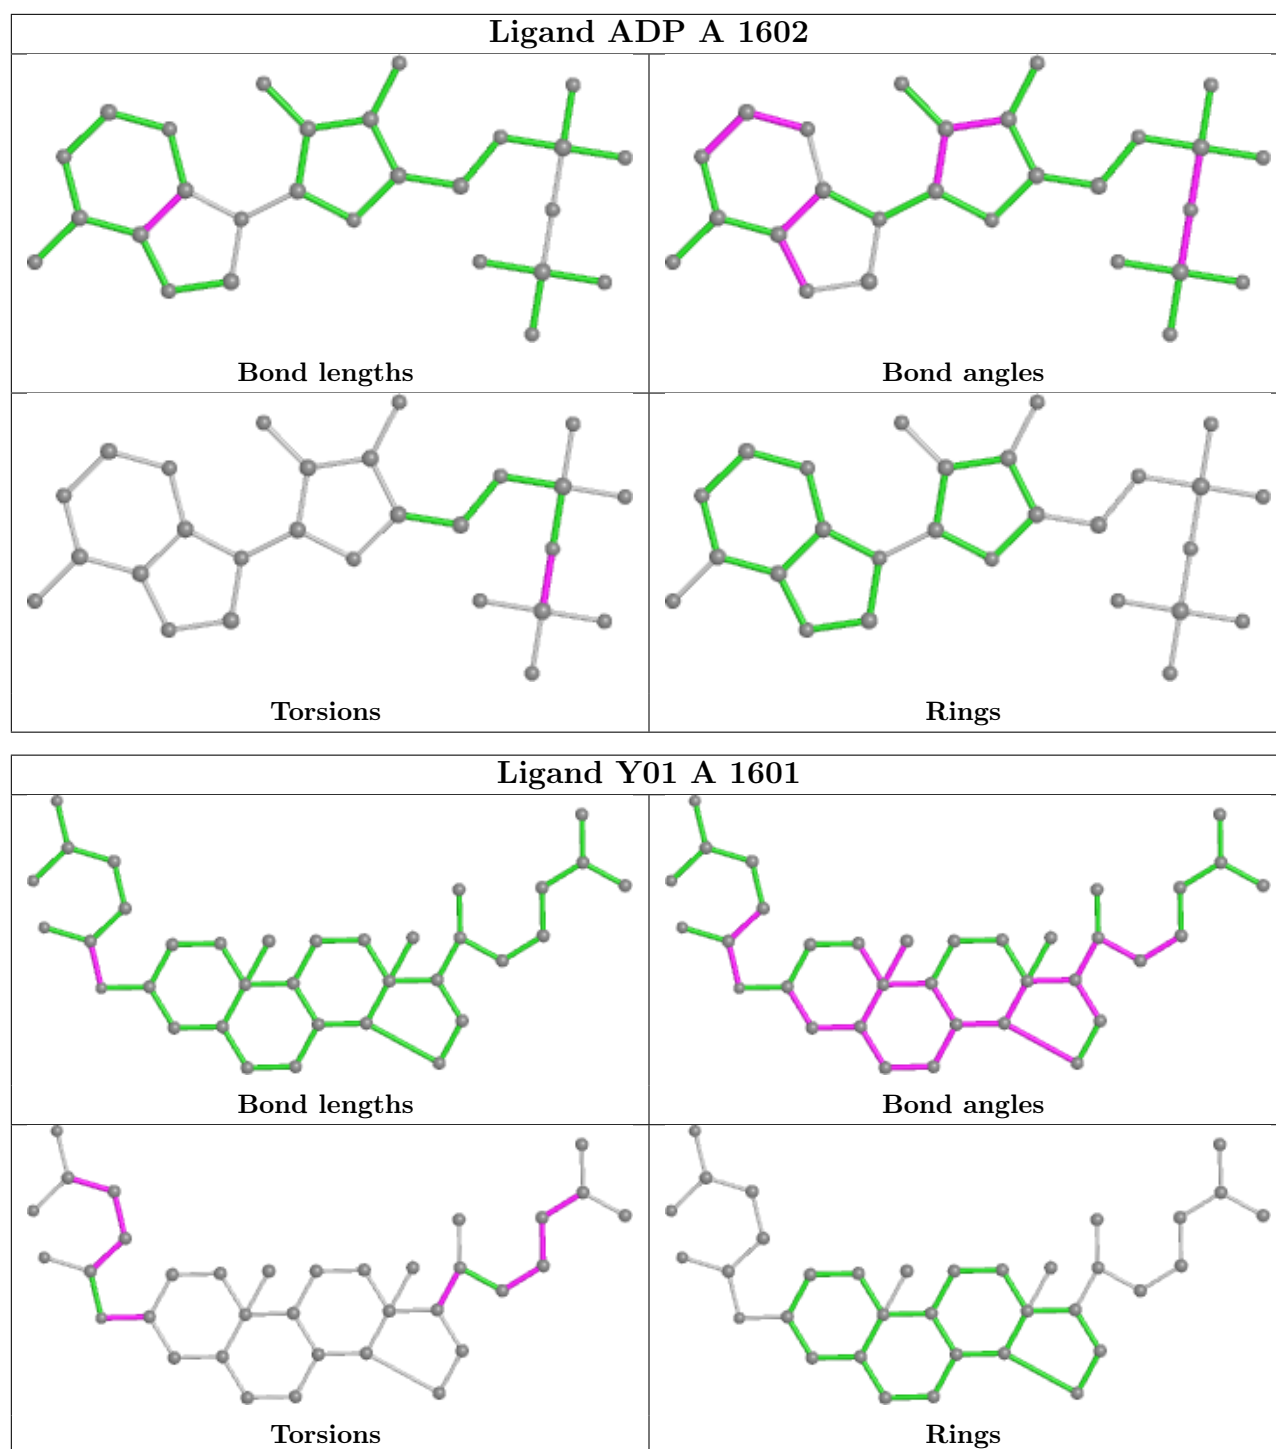 Ligand ADP A 1602
Bond lengths
Bond angles
Torsions
Rings
Ligand Y01 A 1601
Bond lengths
Bond angles
Torsions
Rings